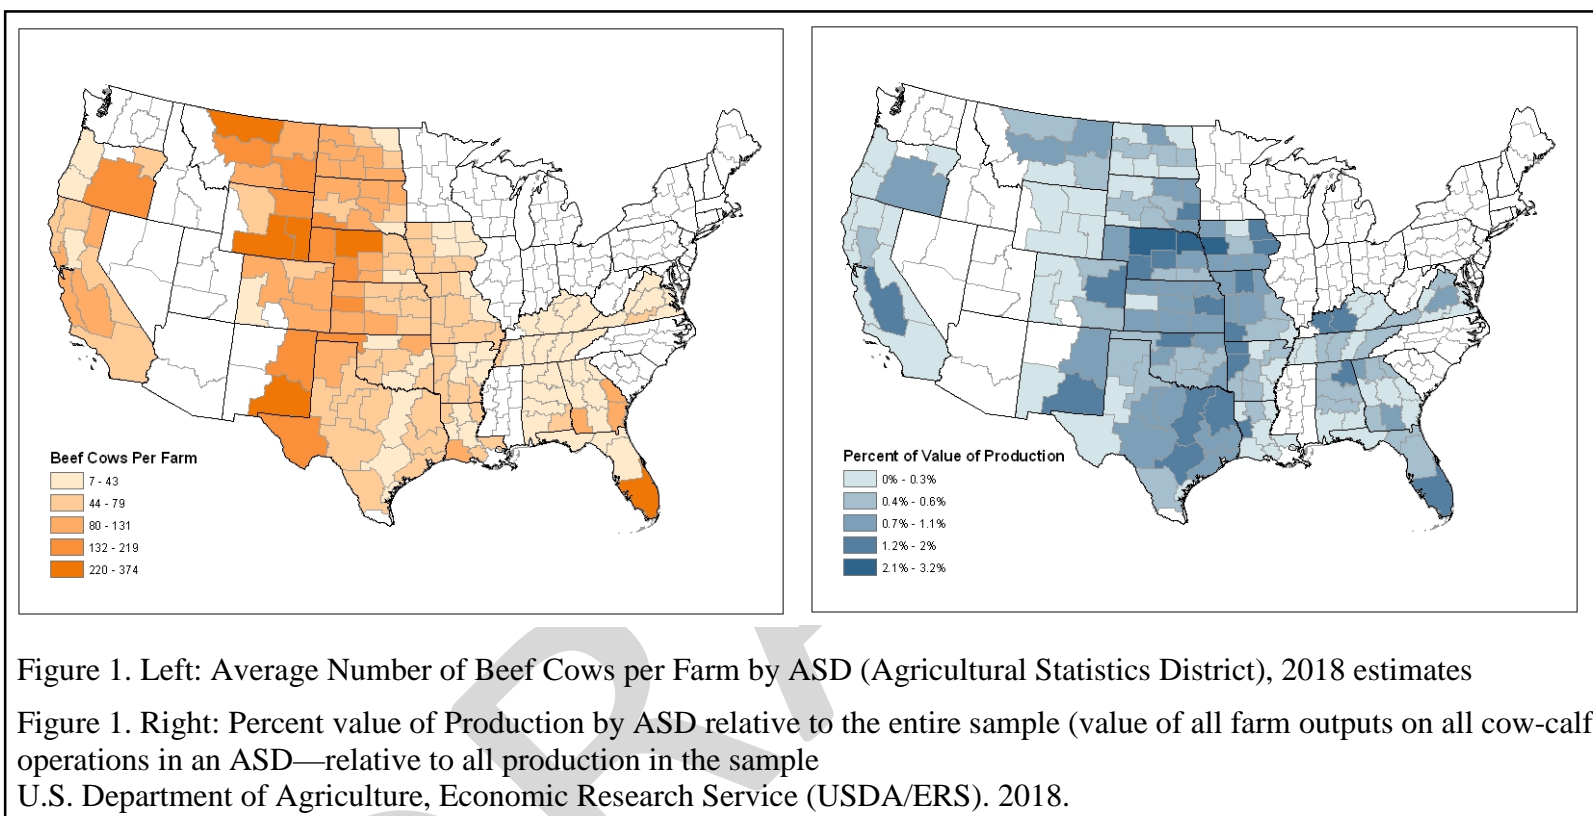 Beef Cows Per Farm
7 - 43
44 - 79
80 - 131
132 - 219
220 - 374
Percent of Value of Production
0% - 0.3%
0.4% - 0.6%
0.7% - 1.1%
1.2% - 2%
2.1% - 3.2%
Figure 1. Left: Average Number of Beef Cows per Farm by ASD (Agricultural Statistics District), 2018 estimates
Figure 1. Right: Percent value of Production by ASD relative to the entire sample (value of all farm outputs on all cow-calf
operations in an ASD—relative to all production in the sample
U.S. Department of Agriculture, Economic Research Service (USDA/ERS). 2018.